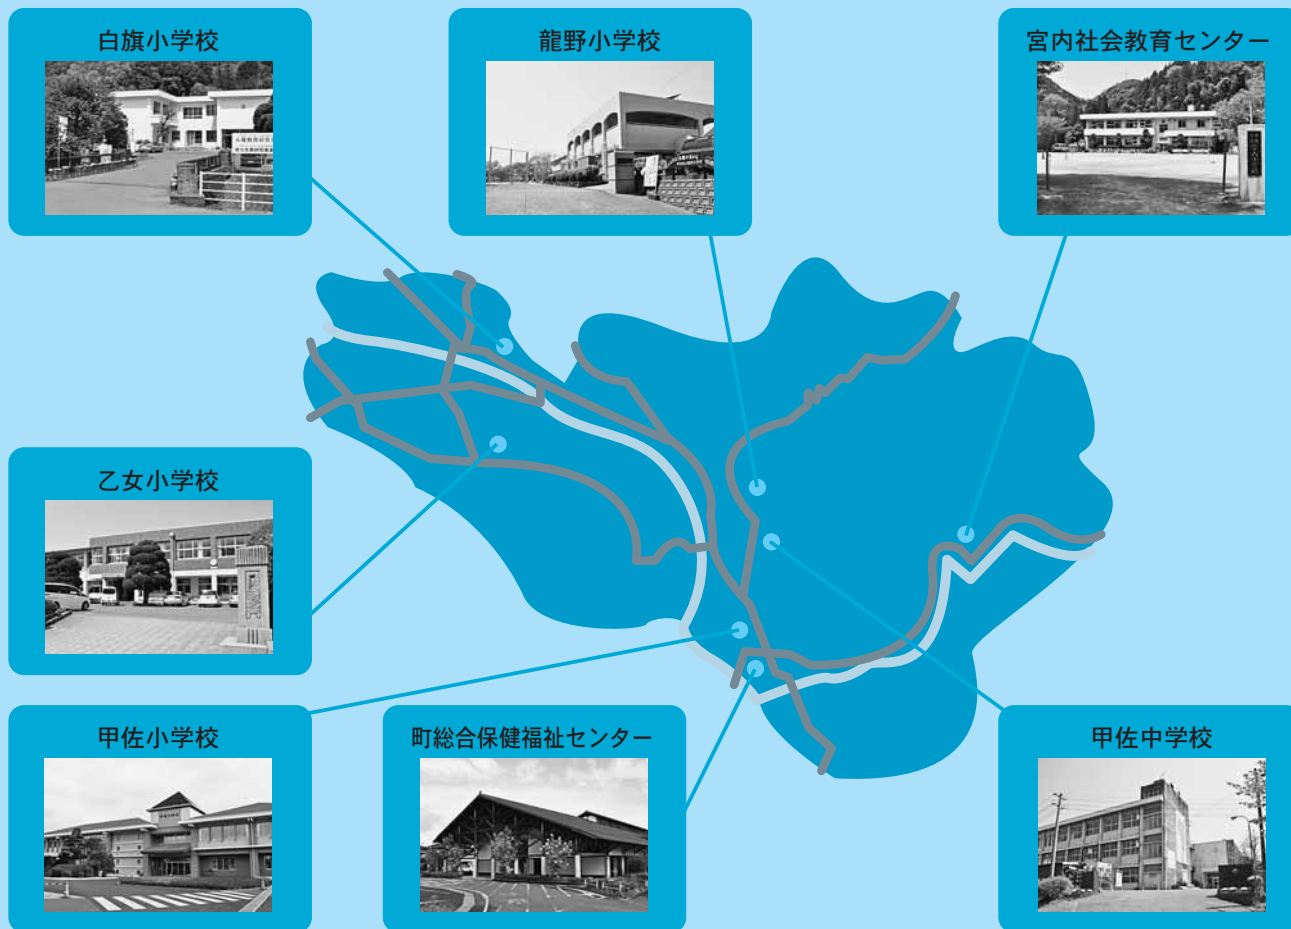 白旗小学校
龍野小学校
宮内社会教育センター
乙女小学校
甲佐小学校
町総合保健福祉センター
甲佐中学校